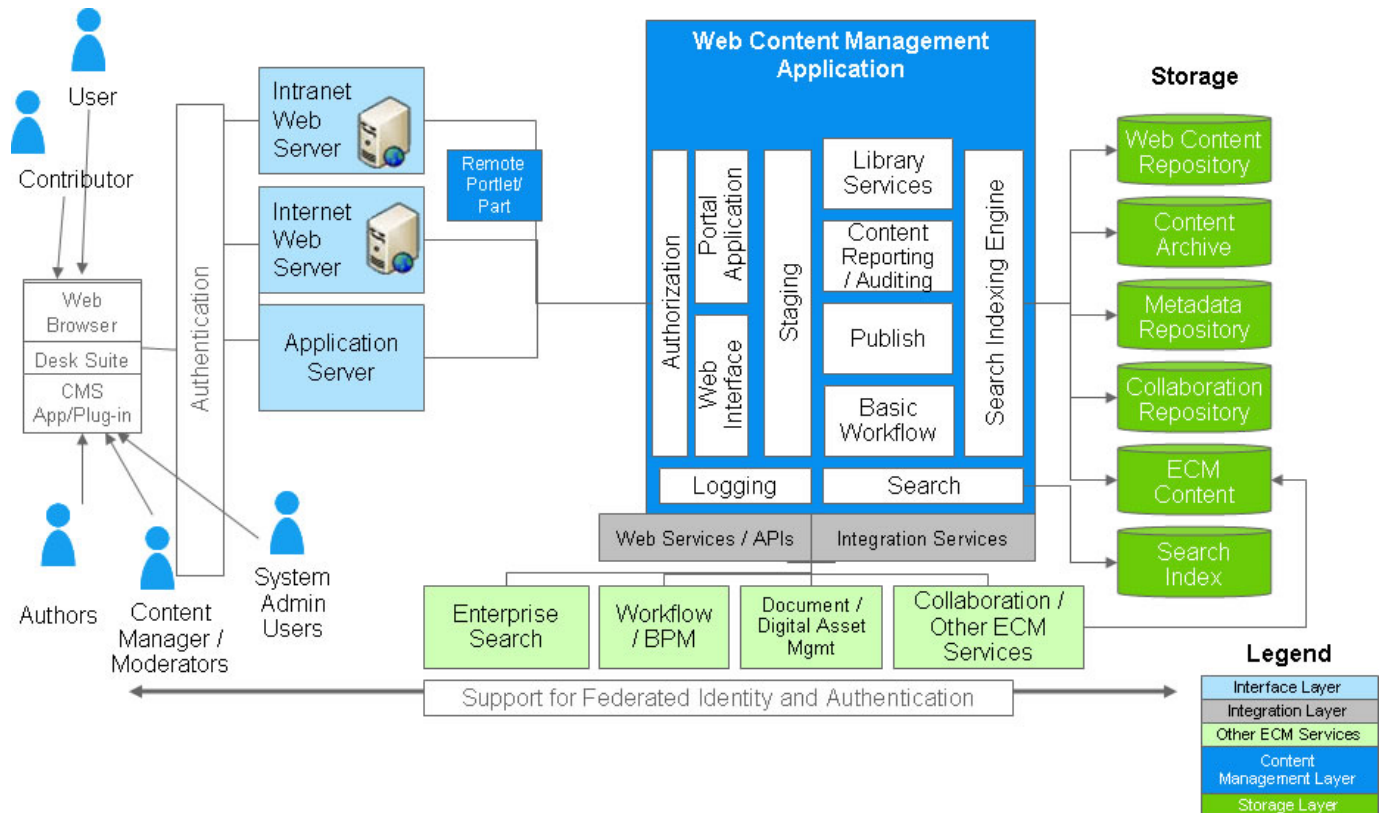 User
Contributor
Web
Browser
Desk Suite
CMS
App/Plug-in
Authors
Content
Manager /
Moderators
System
Admin
Users
Authentication
Intranet
Web
Server
Internet
Web
Server
Application
Server
Remote
Portlet/
Part
Web Content Management
Application
Authorization
Portal
Application
Web
Interface
Staging
Library
Services
Content
Reporting
/ Auditing
Publish
Basic
Workflow
Search Indexing Engine
Logging
Search
Web Services / APIs
Integration Services
Enterprise
Search
Workflow
/ BPM
Document /
Digital Asset
Mgmt
Collaboration /
Other ECM
Services
Support for Federated Identity and Authentication
Storage
Web Content
Repository
Content
Archive
Metadata
Repository
Collaboration
Repository
ECM
Content
Search
Index
Legend
Interface Layer
Integration Layer
Other ECM Services
Content
Management Layer
Storage Layer